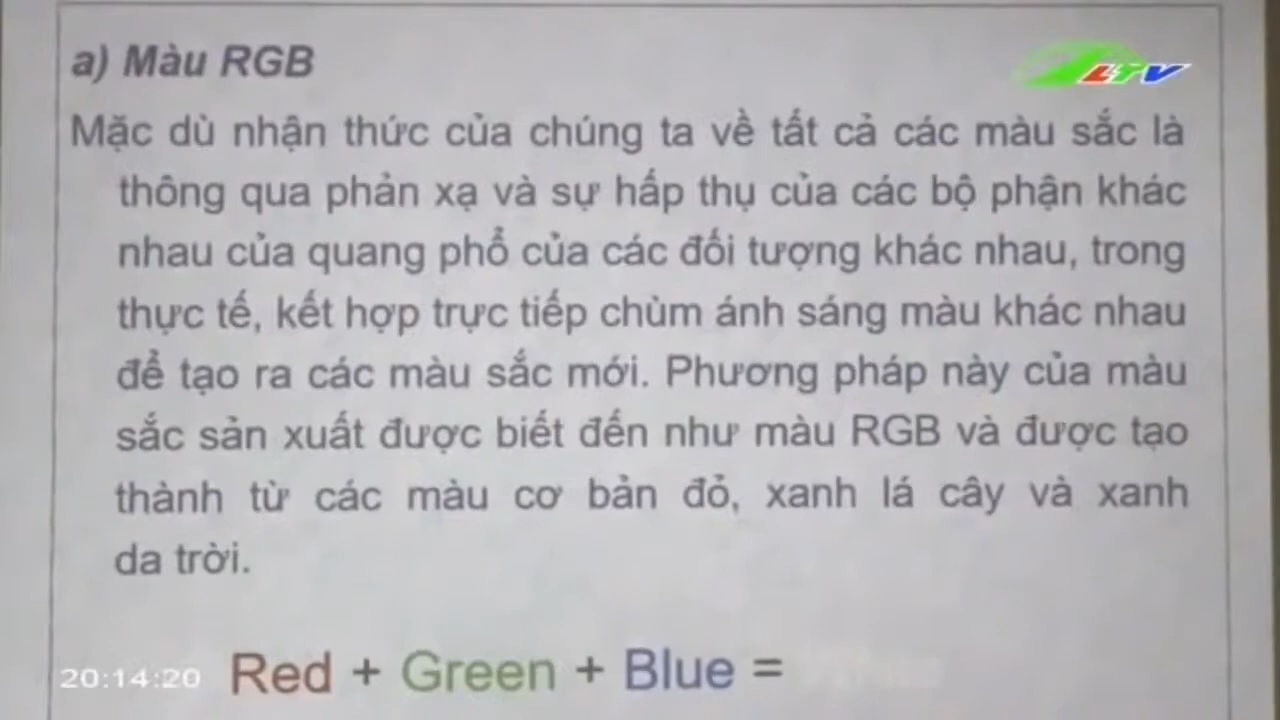 a) Màu RGB
LTV
Mặc dù nhận thức của chúng ta về tất cả các màu sắc là
thông qua phản xạ và sự hấp thụ của các bộ phận khác
nhau của quang phổ của các đối tượng khác nhau, trong
thực tế, kết hợp trực tiếp chùm ánh sáng màu khác nhau
để tạo ra các màu sắc mới. Phương pháp này của màu
sắc sản xuất được biết đến như màu RGB và được tạo
thành từ các màu cơ bản đỏ, xanh lá cây và xanh
da trời.
20:14:20 Red + Green + Blue =